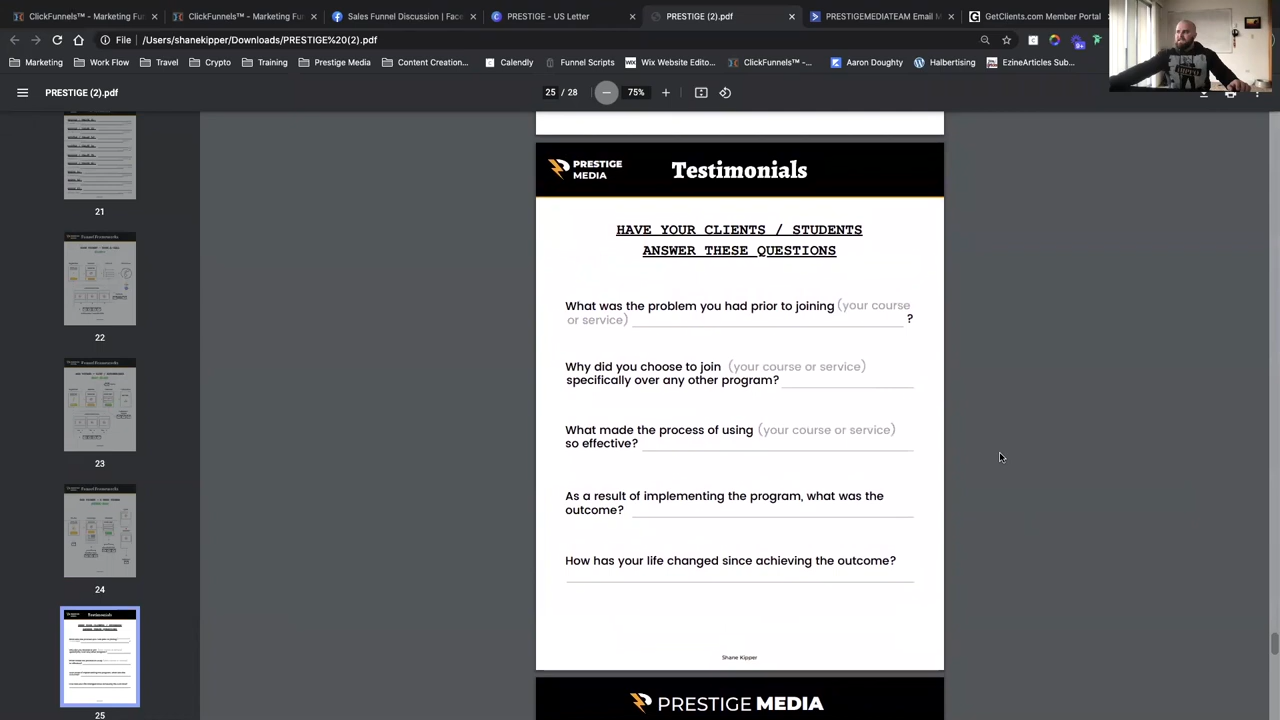 ClickFunnels™ - Marketing Fun
ClickFunnels™ - Marketing Fun
Sales Funnel Discussion | Face
PRESTIGE - US Letter
PRESTIGE (2).pdf
PRESTIGEMEDIATEAM Email M
GetClients.com Member Portal
File
/Users/shanekipper/Downloads/PRESTIGE%20(2).pdf
9+
Marketing
Work Flow
Travel
Crypto
Training
Prestige Media
Content Creation...
Calendly
Funnel Scripts
Wix Website Edito...
ClickFunnels™ -...
Aaron Doughty
Halbertising
EzineArticles Sub...
PRESTIGE (2).pdf
25 / 28
75%
21
22
23
24
25
PRESTIGE
MEDIA
Testimonials
HAVE YOUR CLIENTS / STUDENTS
ANSWER THESE QUESTIONS
What was the problem you had prior to joining (your course
or service) ?
Why did you choose to join (your course or service)
specifically over any other program?
What made the process of using (your course or service)
so effective?
As a result of implementing the program what was the
outcome?
How has your life changed since achieving the outcome?
Shane Kipper
PRESTIGE MEDIA